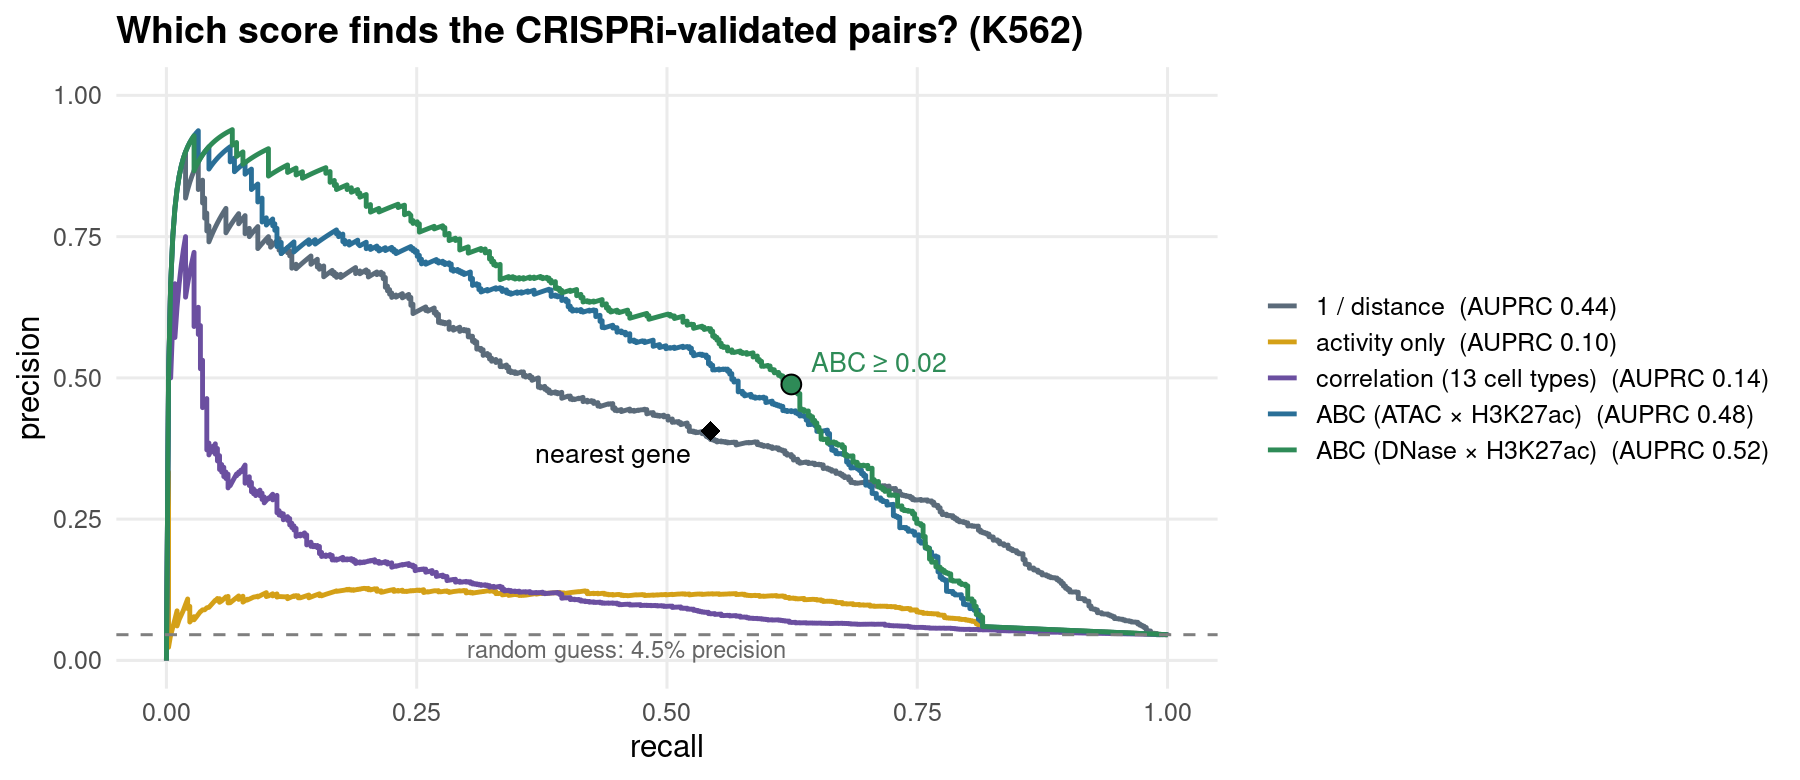 Which score finds the CRISPRi-validated pairs? (K562)
1.00
0.75
0.50
0.25
0.00
precision
ABC ≥ 0.02
nearest gene
random guess: 4.5% precision
0.00
0.25
0.50
0.75
1.00
recall
1 / distance (AUPRC 0.44)
activity only (AUPRC 0.10)
correlation (13 cell types) (AUPRC 0.14)
ABC (ATAC × H3K27ac) (AUPRC 0.48)
ABC (DNase × H3K27ac) (AUPRC 0.52)